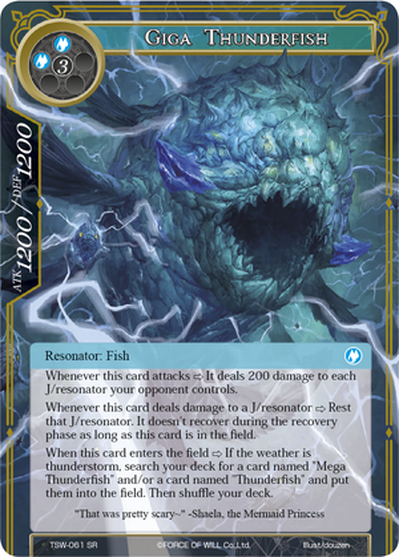 GIGA THUNDERFISH
3
ATK 1200 / DEF 1200
Resonator: Fish
Whenever this card attacks ⇨ It deals 200 damage to each
J/resonator your opponent controls.
Whenever this card deals damage to a J/resonator ⇨ Rest
that J/resonator. It doesn't recover during the recovery
phase as long as this card is in the field.
When this card enters the field ⇨ If the weather is
thunderstorm, search your deck for a card named "Mega
Thunderfish" and/or a card named "Thunderfish" and put
them into the field. Then shuffle your deck.
"That was pretty scary~" -Shaela, the Mermaid Princess
TSW-061 SR ©FORCE OF WILL Co.,Ltd. Illust/douzen